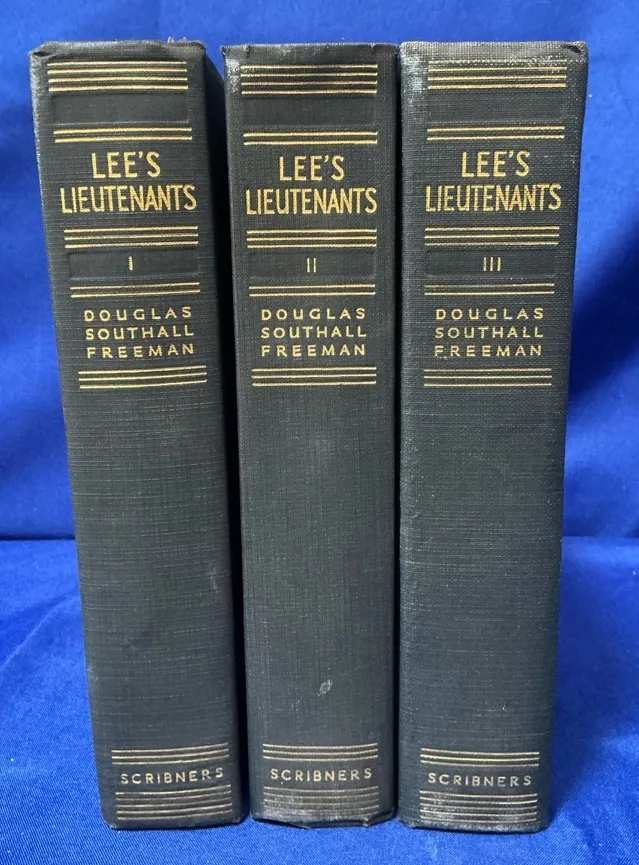 LEE'S
LIEUTENANTS
I
DOUGLAS
SOUTHALL
FREEMAN
SCRIBNERS
LEE'S
LIEUTENANTS
II
DOUGLAS
SOUTHALL
FREEMAN
SCRIBNERS
LEE'S
LIEUTENANTS
III
DOUGLAS
SOUTHALL
FREEMAN
SCRIBNERS